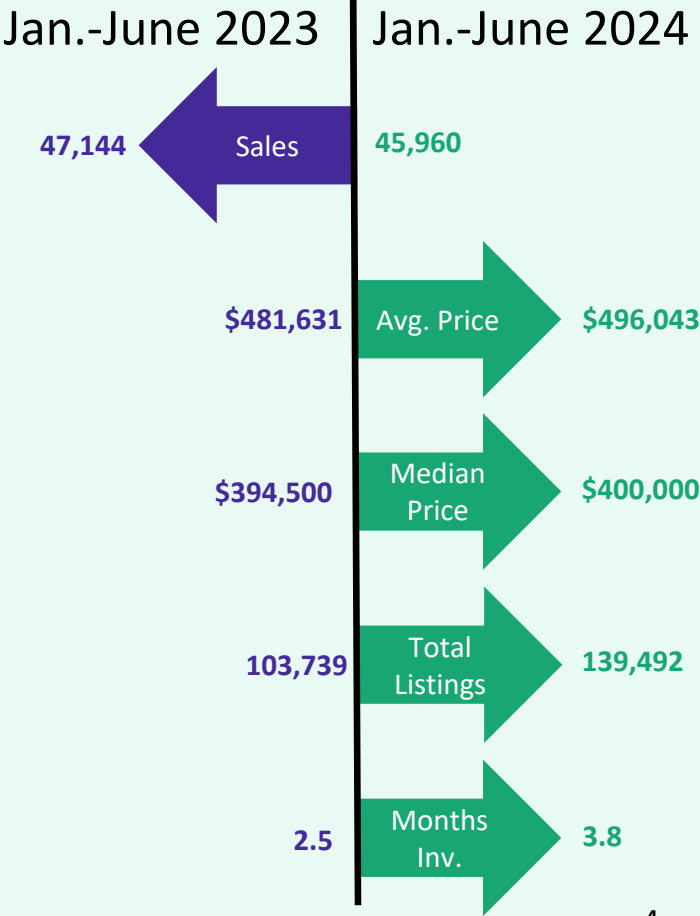 Jan.-June 2023
Jan.-June 2024
47,144
Sales
45,960
$481,631
Avg. Price
$496,043
$394,500
Median
Price
$400,000
103,739
Total
Listings
139,492
2.5
Months
Inv.
3.8